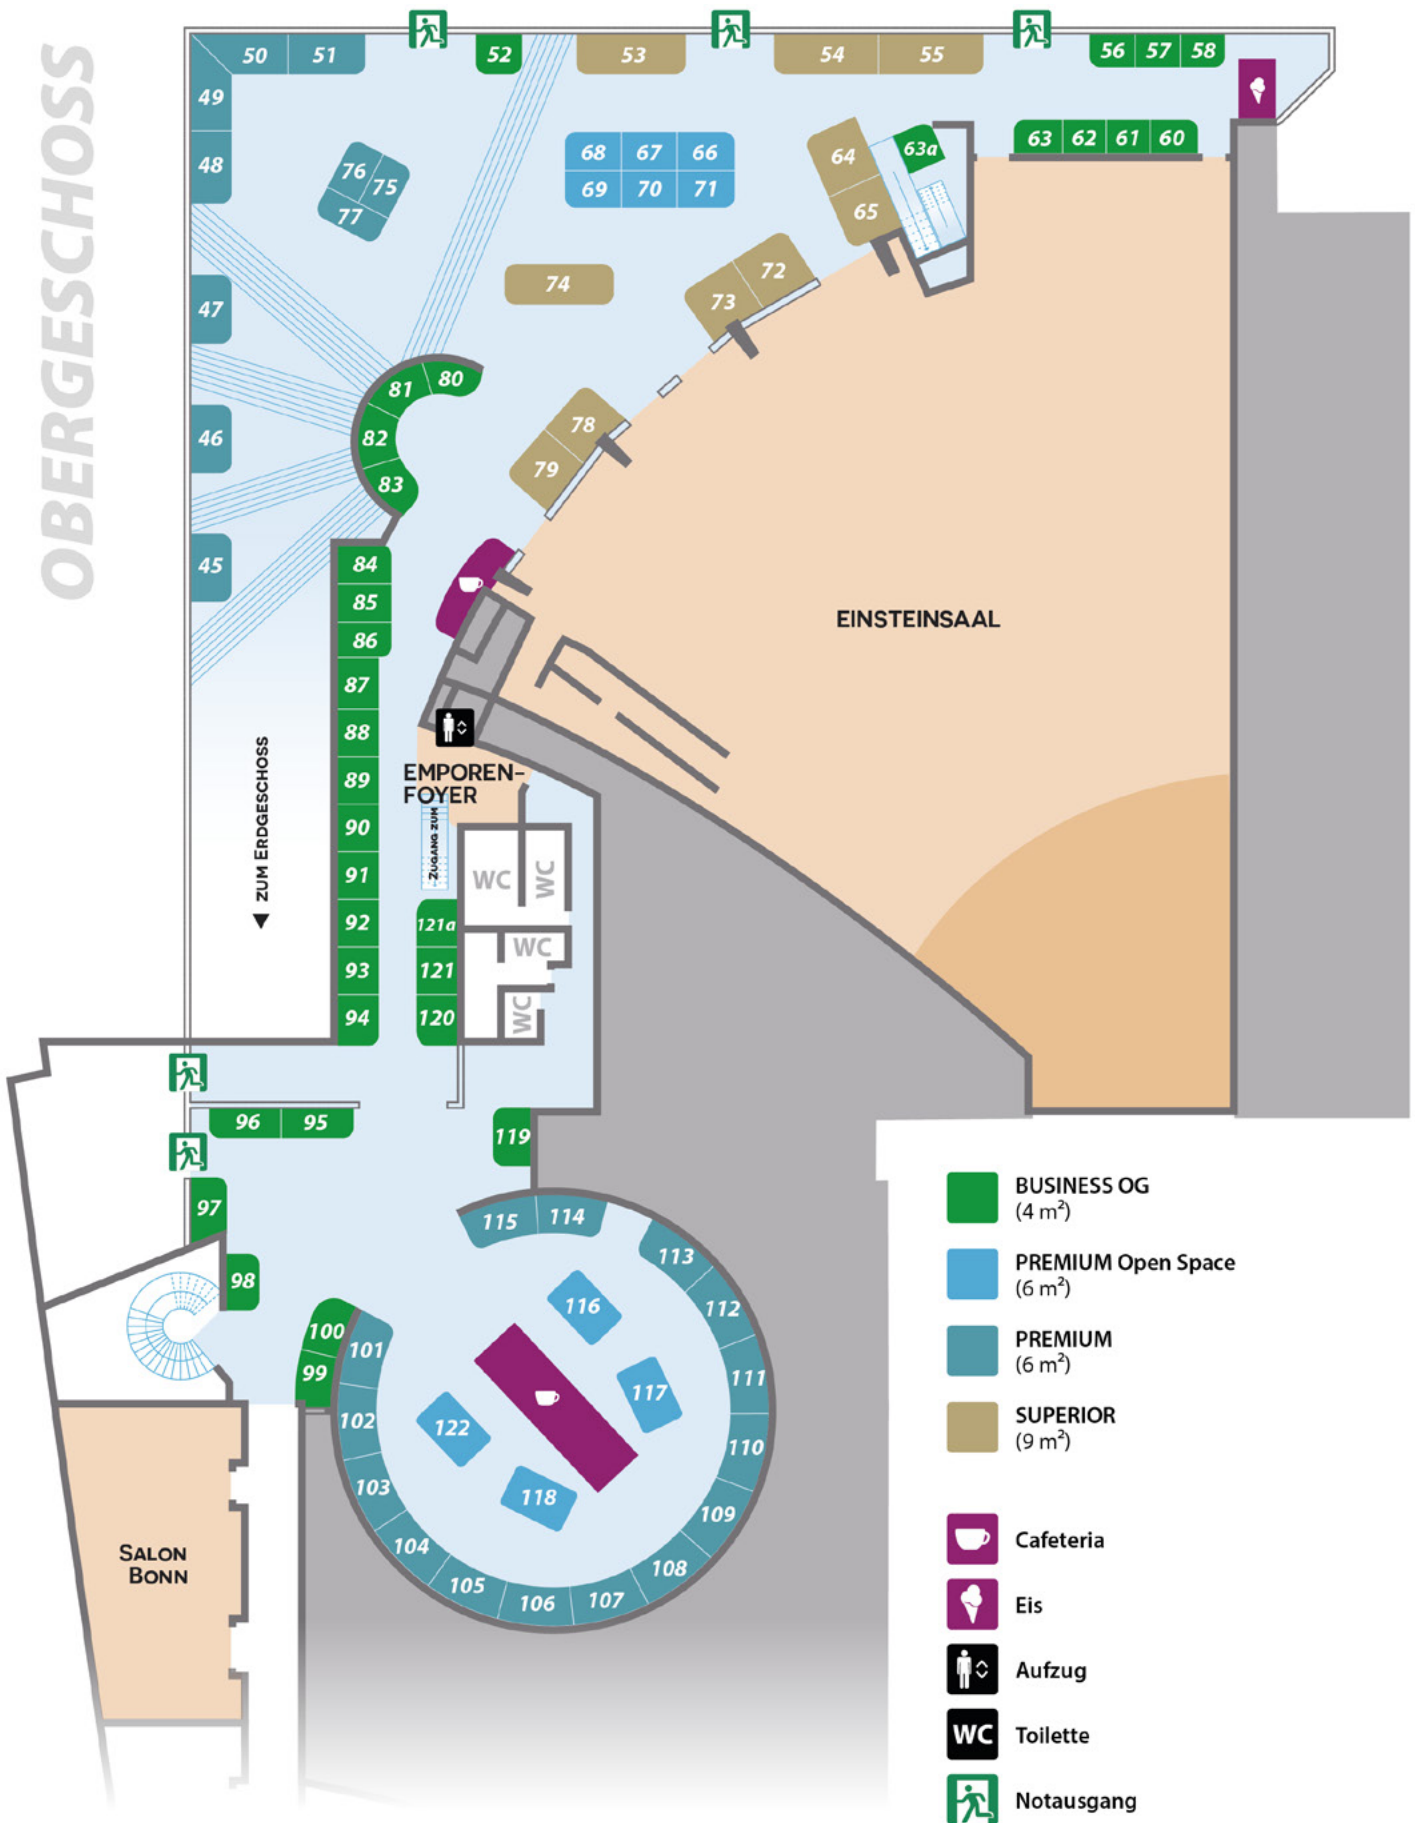 OBERGESCHOSS
50 51 52 53 54 55 56 57 58
49
48
76 75
77
68 67 66
69 70 71
64
65
63a
63 62 61 60
47
74
73 72
81 80
82
83
46
78
79
45
84
85
86
87
88
89
90
91
92
93
94
EINSTEINSAAL
ZUM ERDGESCHOSS
EMPOREN-
FOYER
ZUGANG ZUM
WC WC
WC
WC
121a
121
120
96 95
119
97
98
100
99
115 114
113
112
111
110
109
108
107
106
105
104
103
102
101
116
117
122
118
SALON
BONN
BUSINESS OG
(4 m²)
PREMIUM Open Space
(6 m²)
PREMIUM
(6 m²)
SUPERIOR
(9 m²)
Cafeteria
Eis
Aufzug
WC Toilette
Notausgang